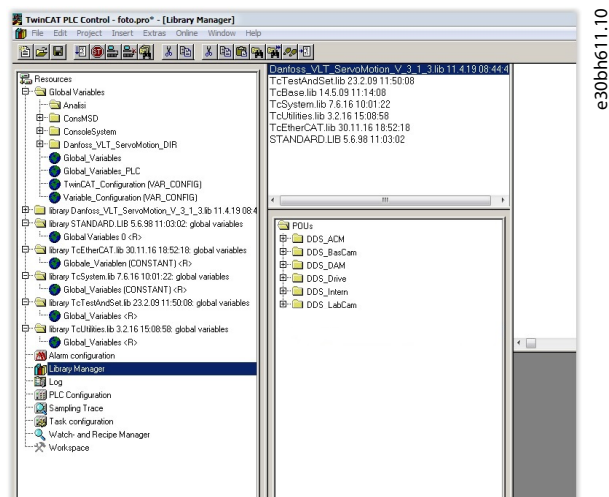 TwinCAT PLC Control - foto.pro* - [Library Manager]
File Edit Project Insert Extras Online Window Help
Resources
Global Variables
Analisi
ConsMSD
ConsoleSystem
Danfoss_VLT_ServoMotion_DIR
Global_Variables
Global_Variables_PLC
TwinCAT_Configuration (VAR_CONFIG)
Variable_Configuration (VAR_CONFIG)
library Danfoss_VLT_ServoMotion_V_3_1_3.lib 11.4.19 08:4
library STANDARD.LIB 5.6.98 11:03:02: global variables
Global Variables 0 <R>
library TcEtherCAT.lib 30.11.16 18:52:18: global variables
Globale_Variablen (CONSTANT) <R>
library TcSystem.lib 7.6.16 10:01:22: global variables
Global_Variables (CONSTANT) <R>
library TcTestAndSet.lib 23.2.09 11:50:08: global variables
Global_Variables <R>
library TcUtilities.lib 3.2.16 15:08:58: global variables
Global_Variables <R>
Alarm configuration
Library Manager
Log
PLC Configuration
Sampling Trace
Task configuration
Watch- and Recipe Manager
Workspace
Danfoss_VLT_ServoMotion_V_3_1_3.lib 11.4.19 08:44:4
TcTestAndSet.lib 23.2.09 11:50:08
TcBase.lib 14.5.09 11:14:08
TcSystem.lib 7.6.16 10:01:22
TcUtilities.lib 3.2.16 15:08:58
TcEtherCAT.lib 30.11.16 18:52:18
STANDARD.LIB 5.6.98 11:03:02
POUs
DDS_ACM
DDS_BasCam
DDS_DAM
DDS_Drive
DDS_Intern
DDS_LabCam
e30bh611.10